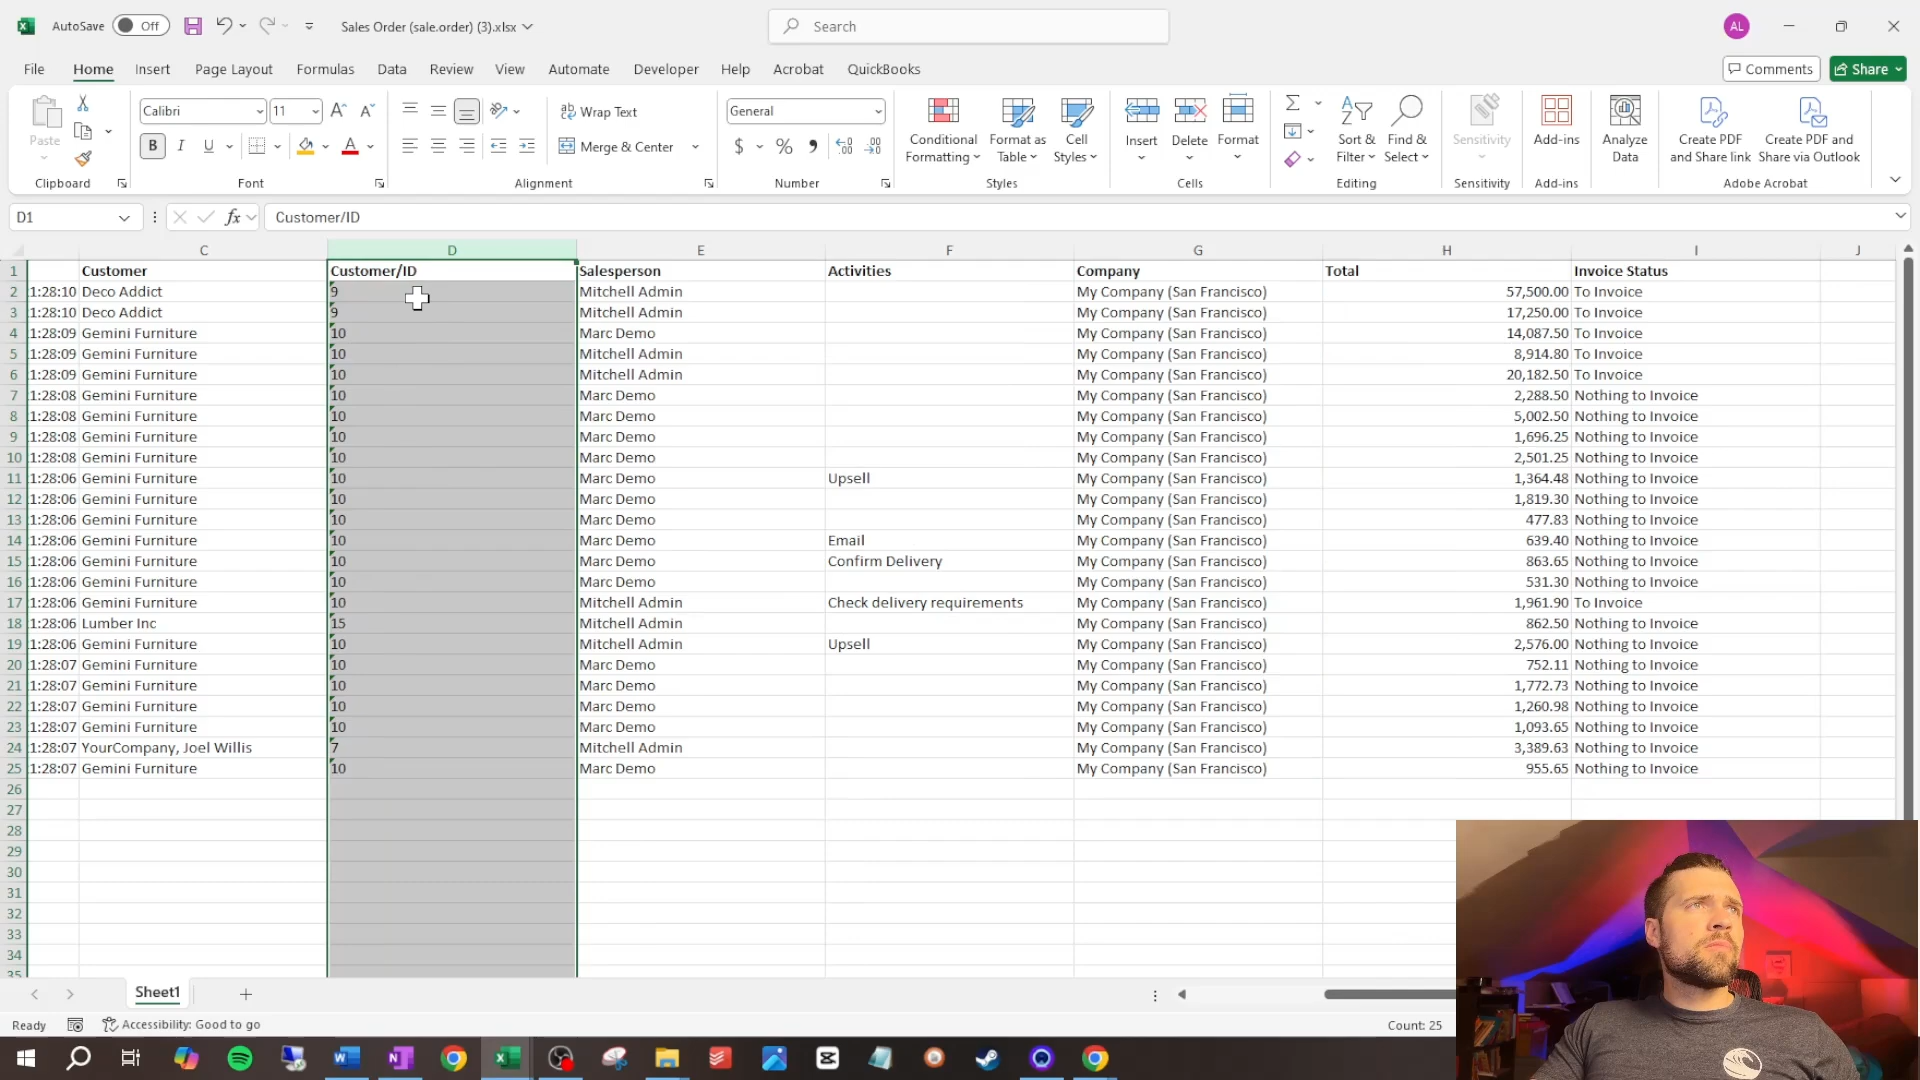 AutoSave Off Sales Order (sale.order) (3).xlsx Search AL
File Home Insert Page Layout Formulas Data Review View Automate Developer Help Acrobat QuickBooks Comments Share
Paste Calibri 11 Wrap Text General Conditional Formatting Format as Table Cell Styles Insert Delete Format Sort & Filter Find & Select Sensitivity Add-ins Analyze Data Create PDF and Share link Create PDF and Share via Outlook
B I U A Merge & Center $ % 9
Clipboard Font Alignment Number Styles Cells Editing Sensitivity Add-ins Adobe Acrobat
D1 fx Customer/ID
C D E F G H I J
1 Customer Customer/ID Salesperson Activities Company Total Invoice Status
2 1:28:10 Deco Addict 9 Mitchell Admin My Company (San Francisco) 57,500.00 To Invoice
3 1:28:10 Deco Addict 9 Mitchell Admin My Company (San Francisco) 17,250.00 To Invoice
4 1:28:09 Gemini Furniture 10 Marc Demo My Company (San Francisco) 14,087.50 To Invoice
5 1:28:09 Gemini Furniture 10 Mitchell Admin My Company (San Francisco) 8,914.80 To Invoice
6 1:28:09 Gemini Furniture 10 Mitchell Admin My Company (San Francisco) 20,182.50 To Invoice
7 1:28:08 Gemini Furniture 10 Marc Demo My Company (San Francisco) 2,288.50 Nothing to Invoice
8 1:28:08 Gemini Furniture 10 Marc Demo My Company (San Francisco) 5,002.50 Nothing to Invoice
9 1:28:08 Gemini Furniture 10 Marc Demo My Company (San Francisco) 1,696.25 Nothing to Invoice
10 1:28:08 Gemini Furniture 10 Marc Demo My Company (San Francisco) 2,501.25 Nothing to Invoice
11 1:28:06 Gemini Furniture 10 Marc Demo Upsell My Company (San Francisco) 1,364.48 Nothing to Invoice
12 1:28:06 Gemini Furniture 10 Marc Demo My Company (San Francisco) 1,819.30 Nothing to Invoice
13 1:28:06 Gemini Furniture 10 Marc Demo My Company (San Francisco) 477.83 Nothing to Invoice
14 1:28:06 Gemini Furniture 10 Marc Demo Email My Company (San Francisco) 639.40 Nothing to Invoice
15 1:28:06 Gemini Furniture 10 Marc Demo Confirm Delivery My Company (San Francisco) 863.65 Nothing to Invoice
16 1:28:06 Gemini Furniture 10 Marc Demo My Company (San Francisco) 531.30 Nothing to Invoice
17 1:28:06 Gemini Furniture 10 Mitchell Admin Check delivery requirements My Company (San Francisco) 1,961.90 To Invoice
18 1:28:06 Lumber Inc 15 Mitchell Admin My Company (San Francisco) 862.50 Nothing to Invoice
19 1:28:06 Gemini Furniture 10 Mitchell Admin Upsell My Company (San Francisco) 2,576.00 Nothing to Invoice
20 1:28:07 Gemini Furniture 10 Marc Demo My Company (San Francisco) 752.11 Nothing to Invoice
21 1:28:07 Gemini Furniture 10 Marc Demo My Company (San Francisco) 1,772.73 Nothing to Invoice
22 1:28:07 Gemini Furniture 10 Marc Demo My Company (San Francisco) 1,260.98 Nothing to Invoice
23 1:28:07 Gemini Furniture 10 Marc Demo My Company (San Francisco) 1,093.65 Nothing to Invoice
24 1:28:07 YourCompany, Joel Willis 7 Mitchell Admin My Company (San Francisco) 3,389.63 Nothing to Invoice
25 1:28:07 Gemini Furniture 10 Marc Demo My Company (San Francisco) 955.65 Nothing to Invoice
26
27
28
29
30
31
32
33
34
35
Sheet1
Ready Accessibility: Good to go Count: 25